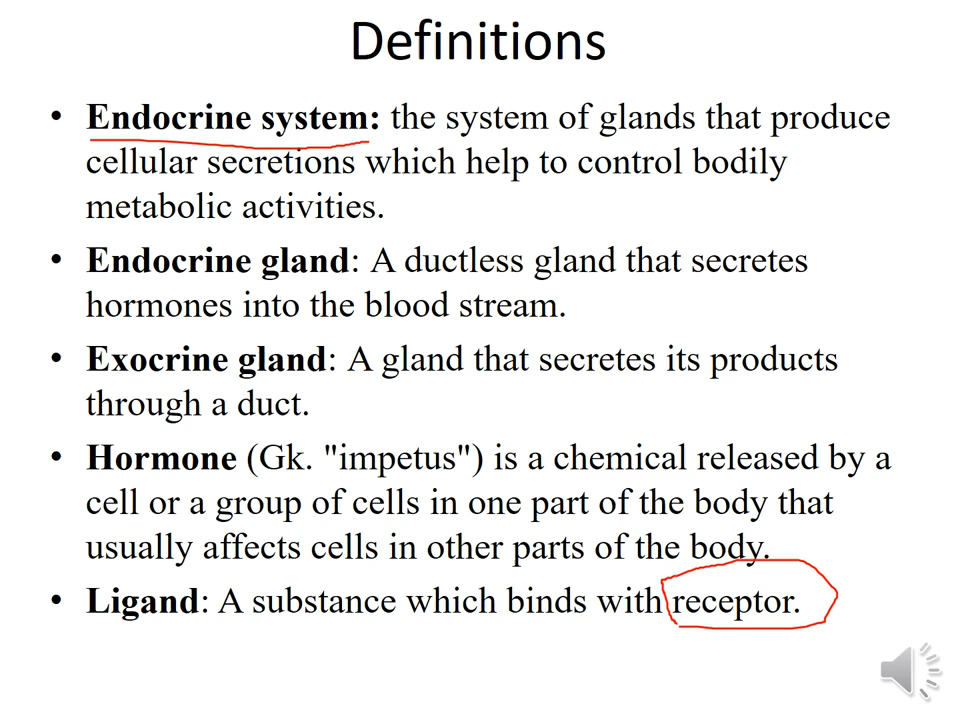 Definitions
• Endocrine system: the system of glands that produce
cellular secretions which help to control bodily
metabolic activities.
• Endocrine gland: A ductless gland that secretes
hormones into the blood stream.
• Exocrine gland: A gland that secretes its products
through a duct.
• Hormone (Gk. "impetus") is a chemical released by a
cell or a group of cells in one part of the body that
usually affects cells in other parts of the body.
• Ligand: A substance which binds with receptor.